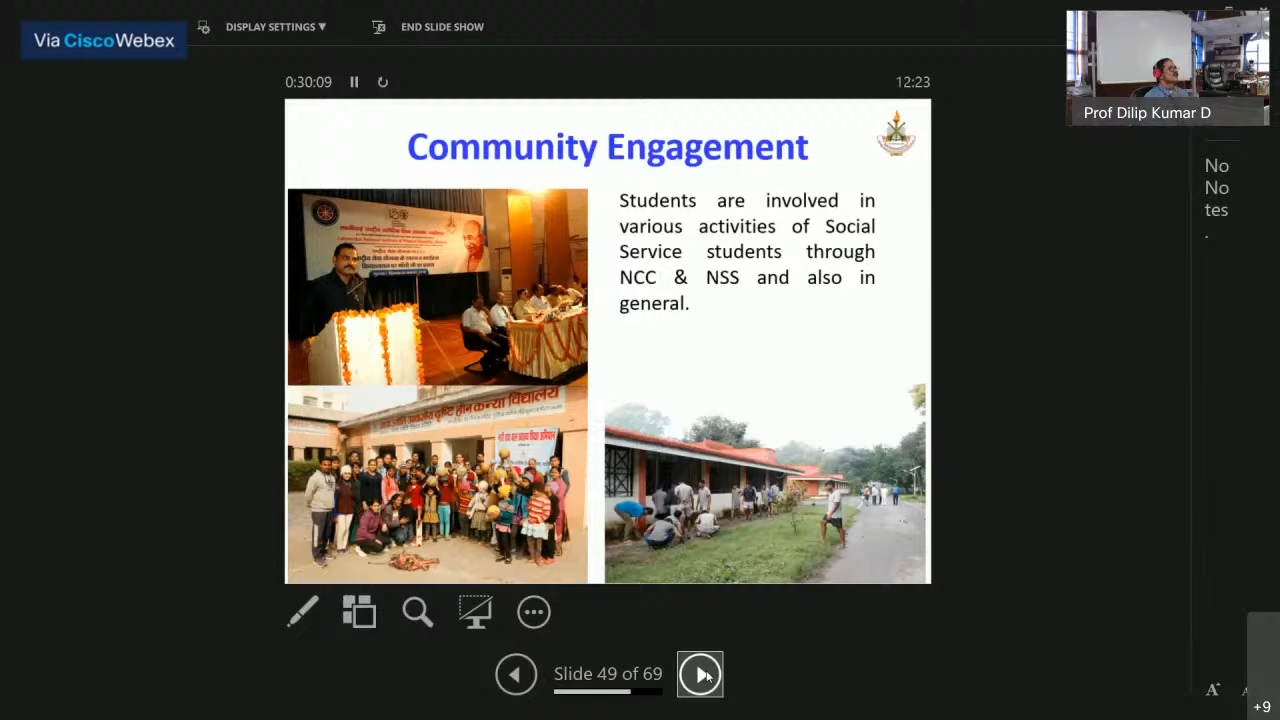 Via CiscoWebex
DISPLAY SETTINGS ▼
END SLIDE SHOW
Prof Dilip Kumar D
0:30:09
12:23
Community Engagement
Students are involved in
various activities of Social
Service students through
NCC & NSS and also in
general.
No
No
tes
.
दृष्टि हीन कन्या विद्यालय
Slide 49 of 69
+9